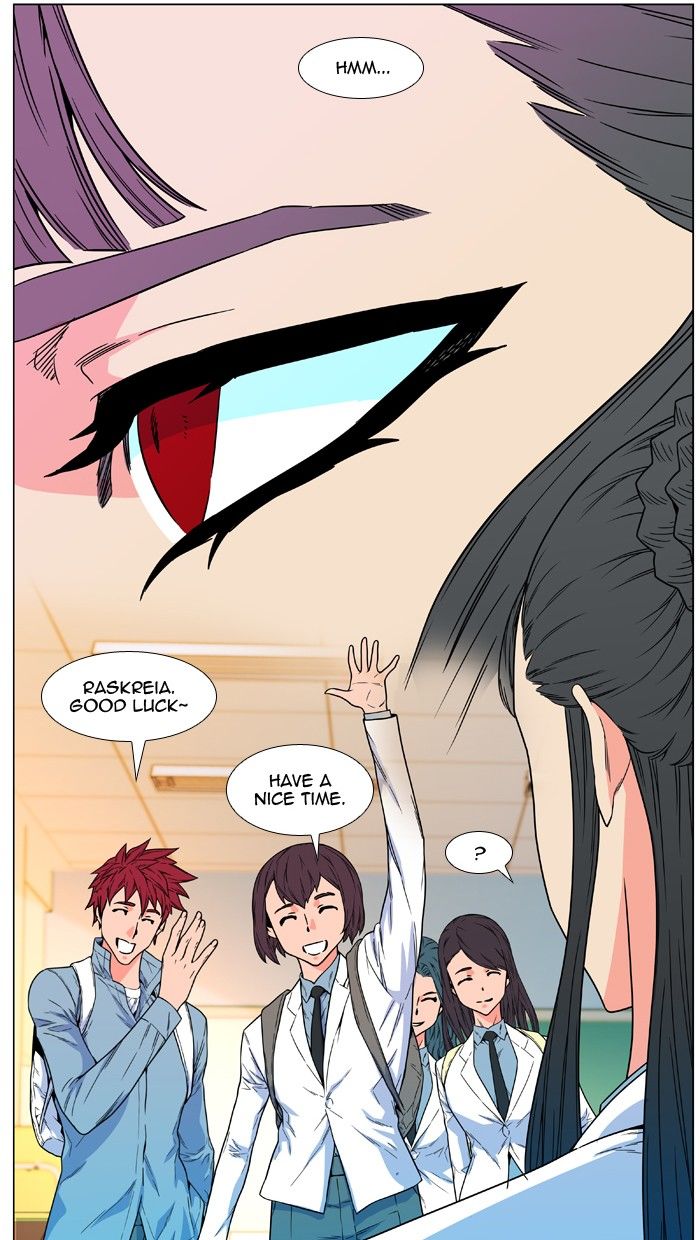 HMM...
RASKREIA.
GOOD LUCK~
HAVE A
NICE TIME.
?